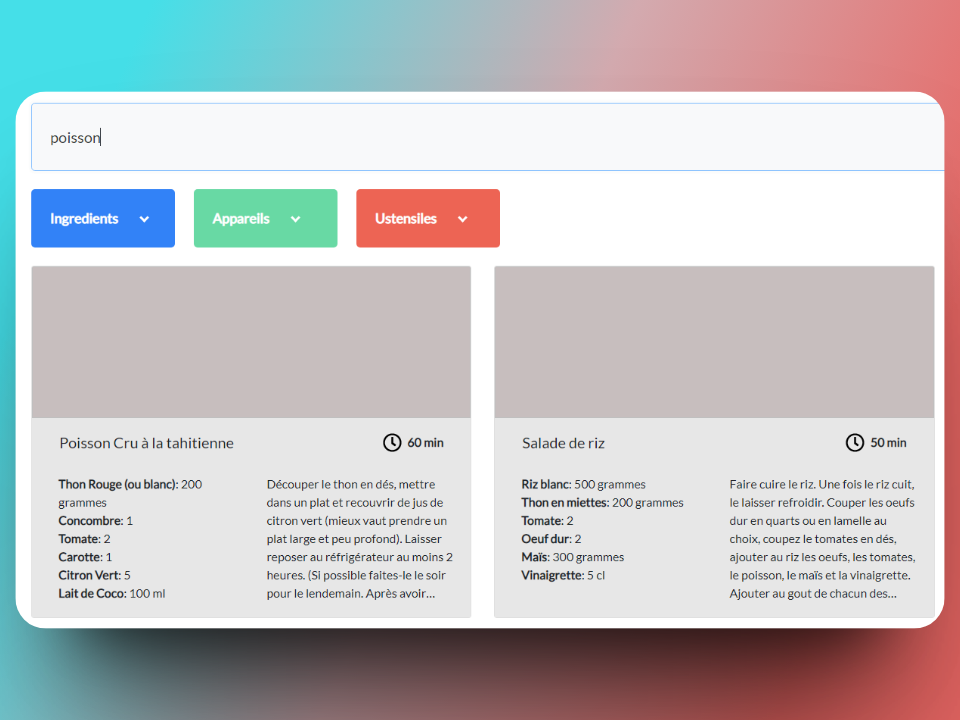 poisson
Ingredients
Appareils
Ustensiles
Poisson Cru à la tahitienne
60 min
Thon Rouge (ou blanc): 200
grammes
Concombre: 1
Tomate: 2
Carotte: 1
Citron Vert: 5
Lait de Coco: 100 ml
Découper le thon en dés, mettre
dans un plat et recouvrir de jus de
citron vert (mieux vaut prendre un
plat large et peu profond). Laisser
reposer au réfrigérateur au moins 2
heures. (Si possible faites-le le soir
pour le lendemain. Après avoir...
Salade de riz
50 min
Riz blanc: 500 grammes
Thon en miettes: 200 grammes
Tomate: 2
Oeuf dur: 2
Maïs: 300 grammes
Vinaigrette: 5 cl
Faire cuire le riz. Une fois le riz cuit,
le laisser refroidir. Couper les oeufs
dur en quarts ou en lamelle au
choix, coupez le tomates en dés,
ajouter au riz les oeufs, les tomates,
le poisson, le maïs et la vinaigrette.
Ajouter au gout de chacun des...